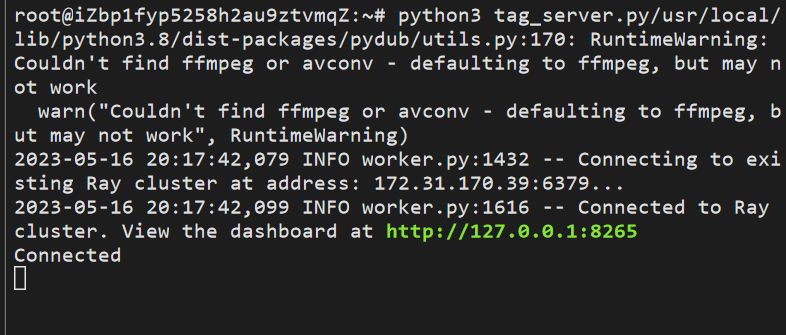 root@iZbp1fyp5258h2au9ztvmqZ:~# python3 tag_server.py/usr/local/
lib/python3.8/dist-packages/pydub/utils.py:170: RuntimeWarning:
Couldn't find ffmpeg or avconv - defaulting to ffmpeg, but may n
ot work
  warn("Couldn't find ffmpeg or avconv - defaulting to ffmpeg, b
ut may not work", RuntimeWarning)
2023-05-16 20:17:42,079 INFO worker.py:1432 -- Connecting to exi
sting Ray cluster at address: 172.31.170.39:6379...
2023-05-16 20:17:42,099 INFO worker.py:1616 -- Connected to Ray
cluster. View the dashboard at http://127.0.0.1:8265
Connected